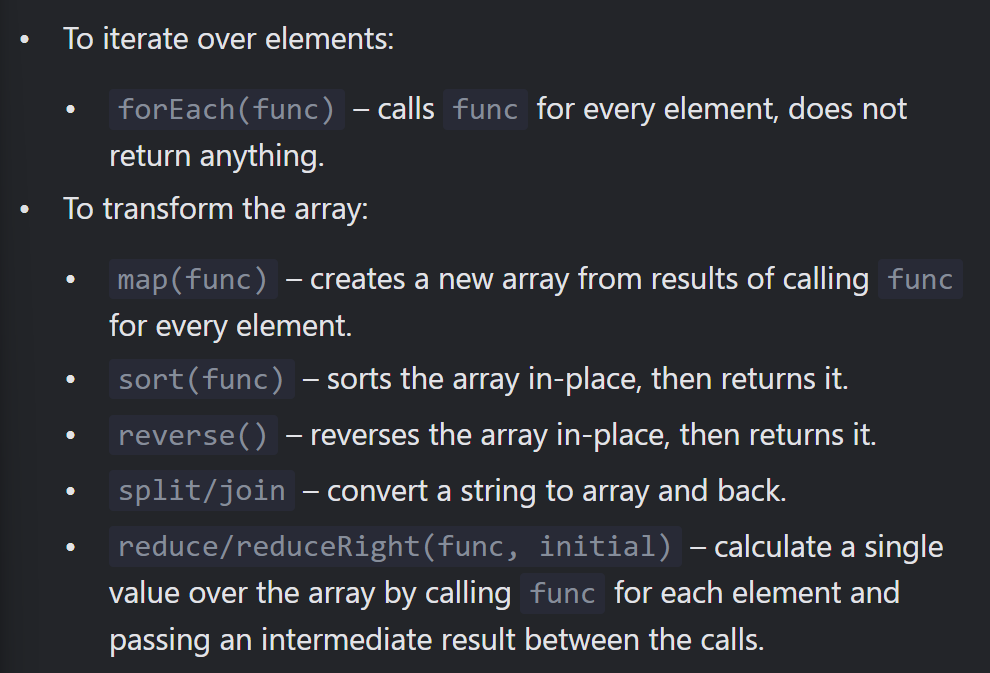 • To iterate over elements:
• forEach(func) – calls func for every element, does not
return anything.
• To transform the array:
• map(func) – creates a new array from results of calling func
for every element.
• sort(func) – sorts the array in-place, then returns it.
• reverse() – reverses the array in-place, then returns it.
• split/join – convert a string to array and back.
• reduce/reduceRight(func, initial) – calculate a single
value over the array by calling func for each element and
passing an intermediate result between the calls.